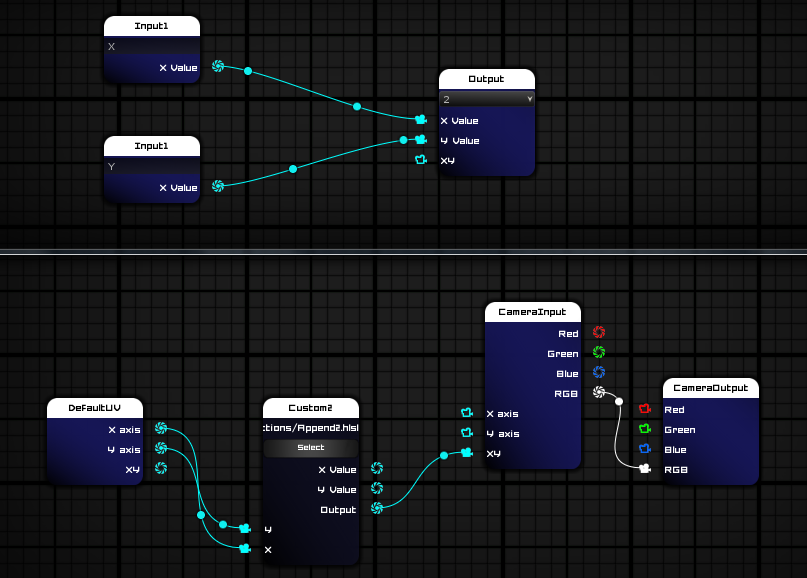 Input1
X
X Value
Output
2
X Value
Y Value
XY
Input1
Y
X Value
CameraInput
Red
Green
Blue
RGB
X axis
Y axis
XY
CameraOutput
Red
Green
Blue
RGB
DefaultUV
X axis
Y axis
XY
Custom2
:tions/Append2.hlsl
Select
X Value
Y Value
Output
Y
X